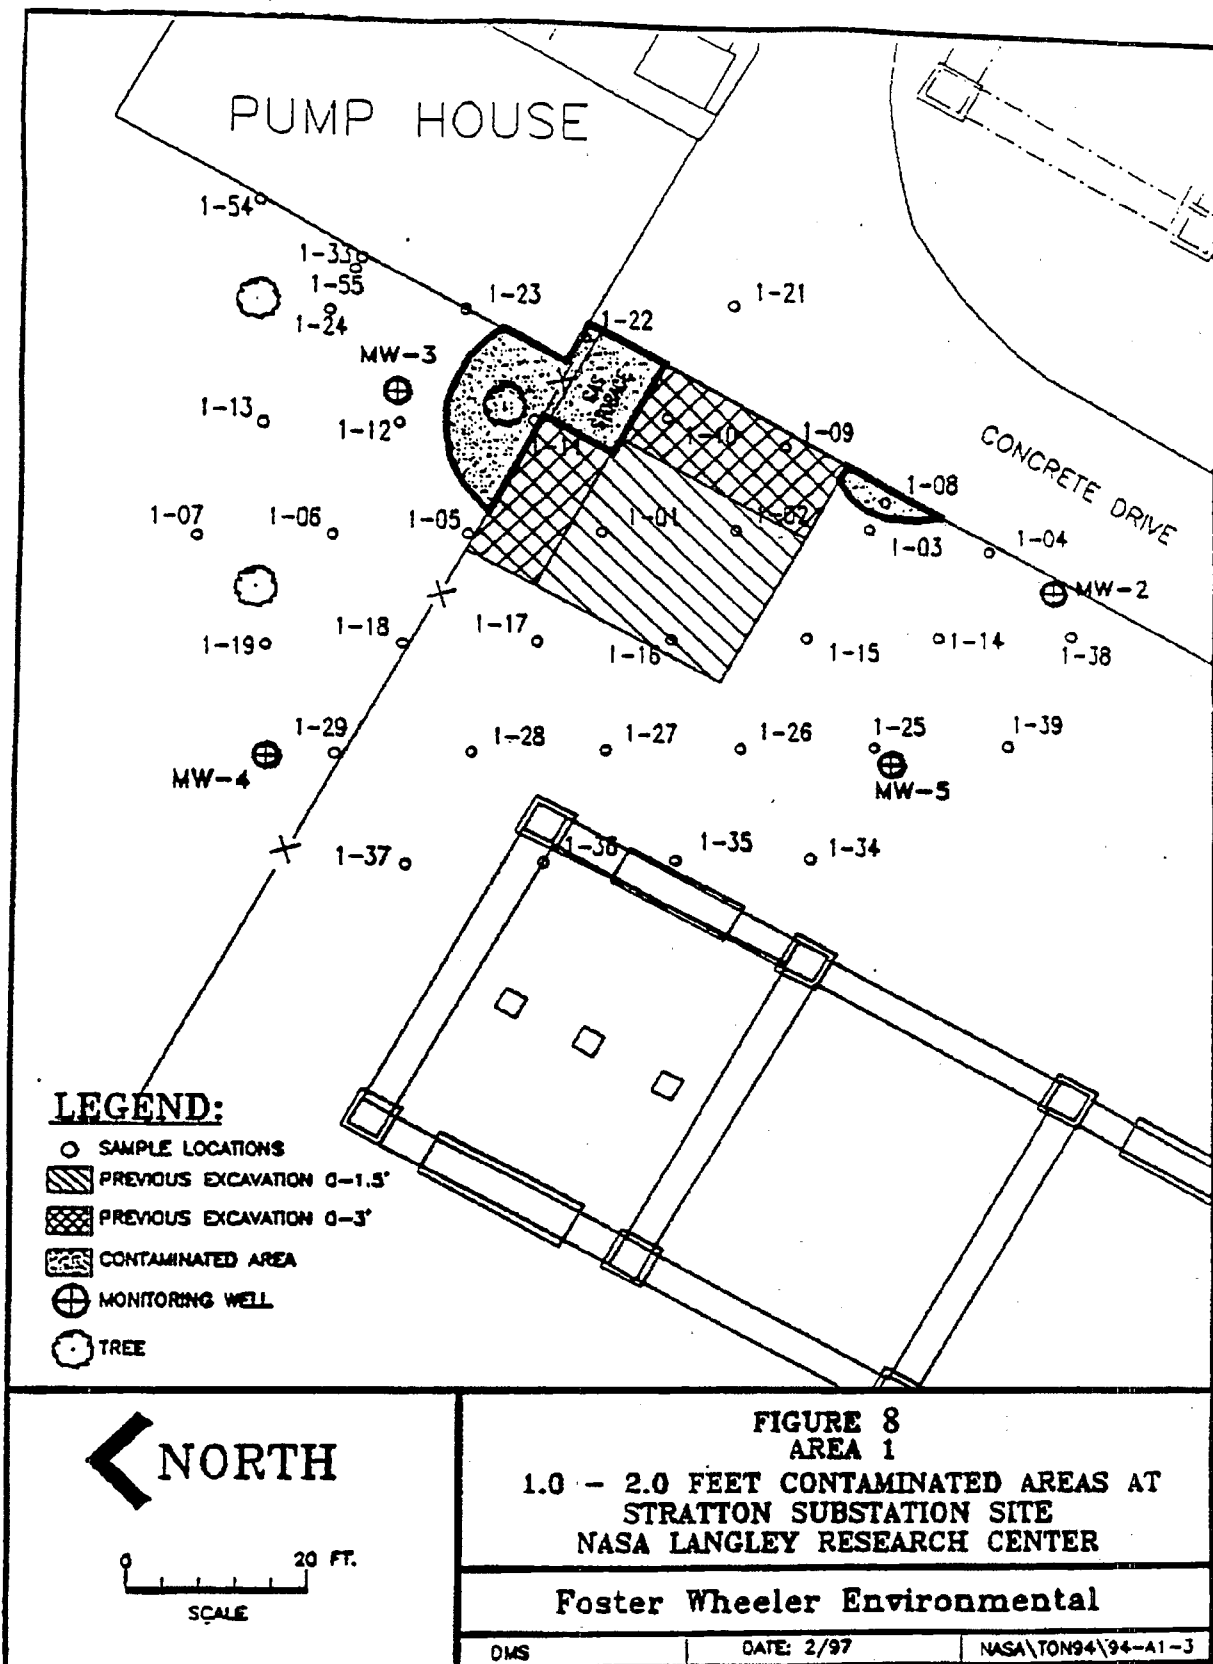 PUMP HOUSE
1-54
1-33
1-55
1-24
1-23
1-21
1-22
MW-3
GAS
STORAGE
1-13
1-12
1-11
1-10
1-09
CONCRETE DRIVE
1-08
1-07
1-06
1-05
1-01
1-02
1-03
1-04
MW-2
1-19
1-18
1-17
1-16
1-15
1-14
1-38
1-29
1-28
1-27
1-26
1-25
1-39
MW-4
MW-5
1-37
1-36
1-35
1-34
LEGEND:
SAMPLE LOCATIONS
PREVIOUS EXCAVATION 0-1.5'
PREVIOUS EXCAVATION 0-3'
CONTAMINATED AREA
MONITORING WELL
TREE
NORTH
0 20 FT.
SCALE
FIGURE 8
AREA 1
1.0 - 2.0 FEET CONTAMINATED AREAS AT
STRATTON SUBSTATION SITE
NASA LANGLEY RESEARCH CENTER
Foster Wheeler Environmental
DMS DATE: 2/97 NASA\TON94\94-A1-3